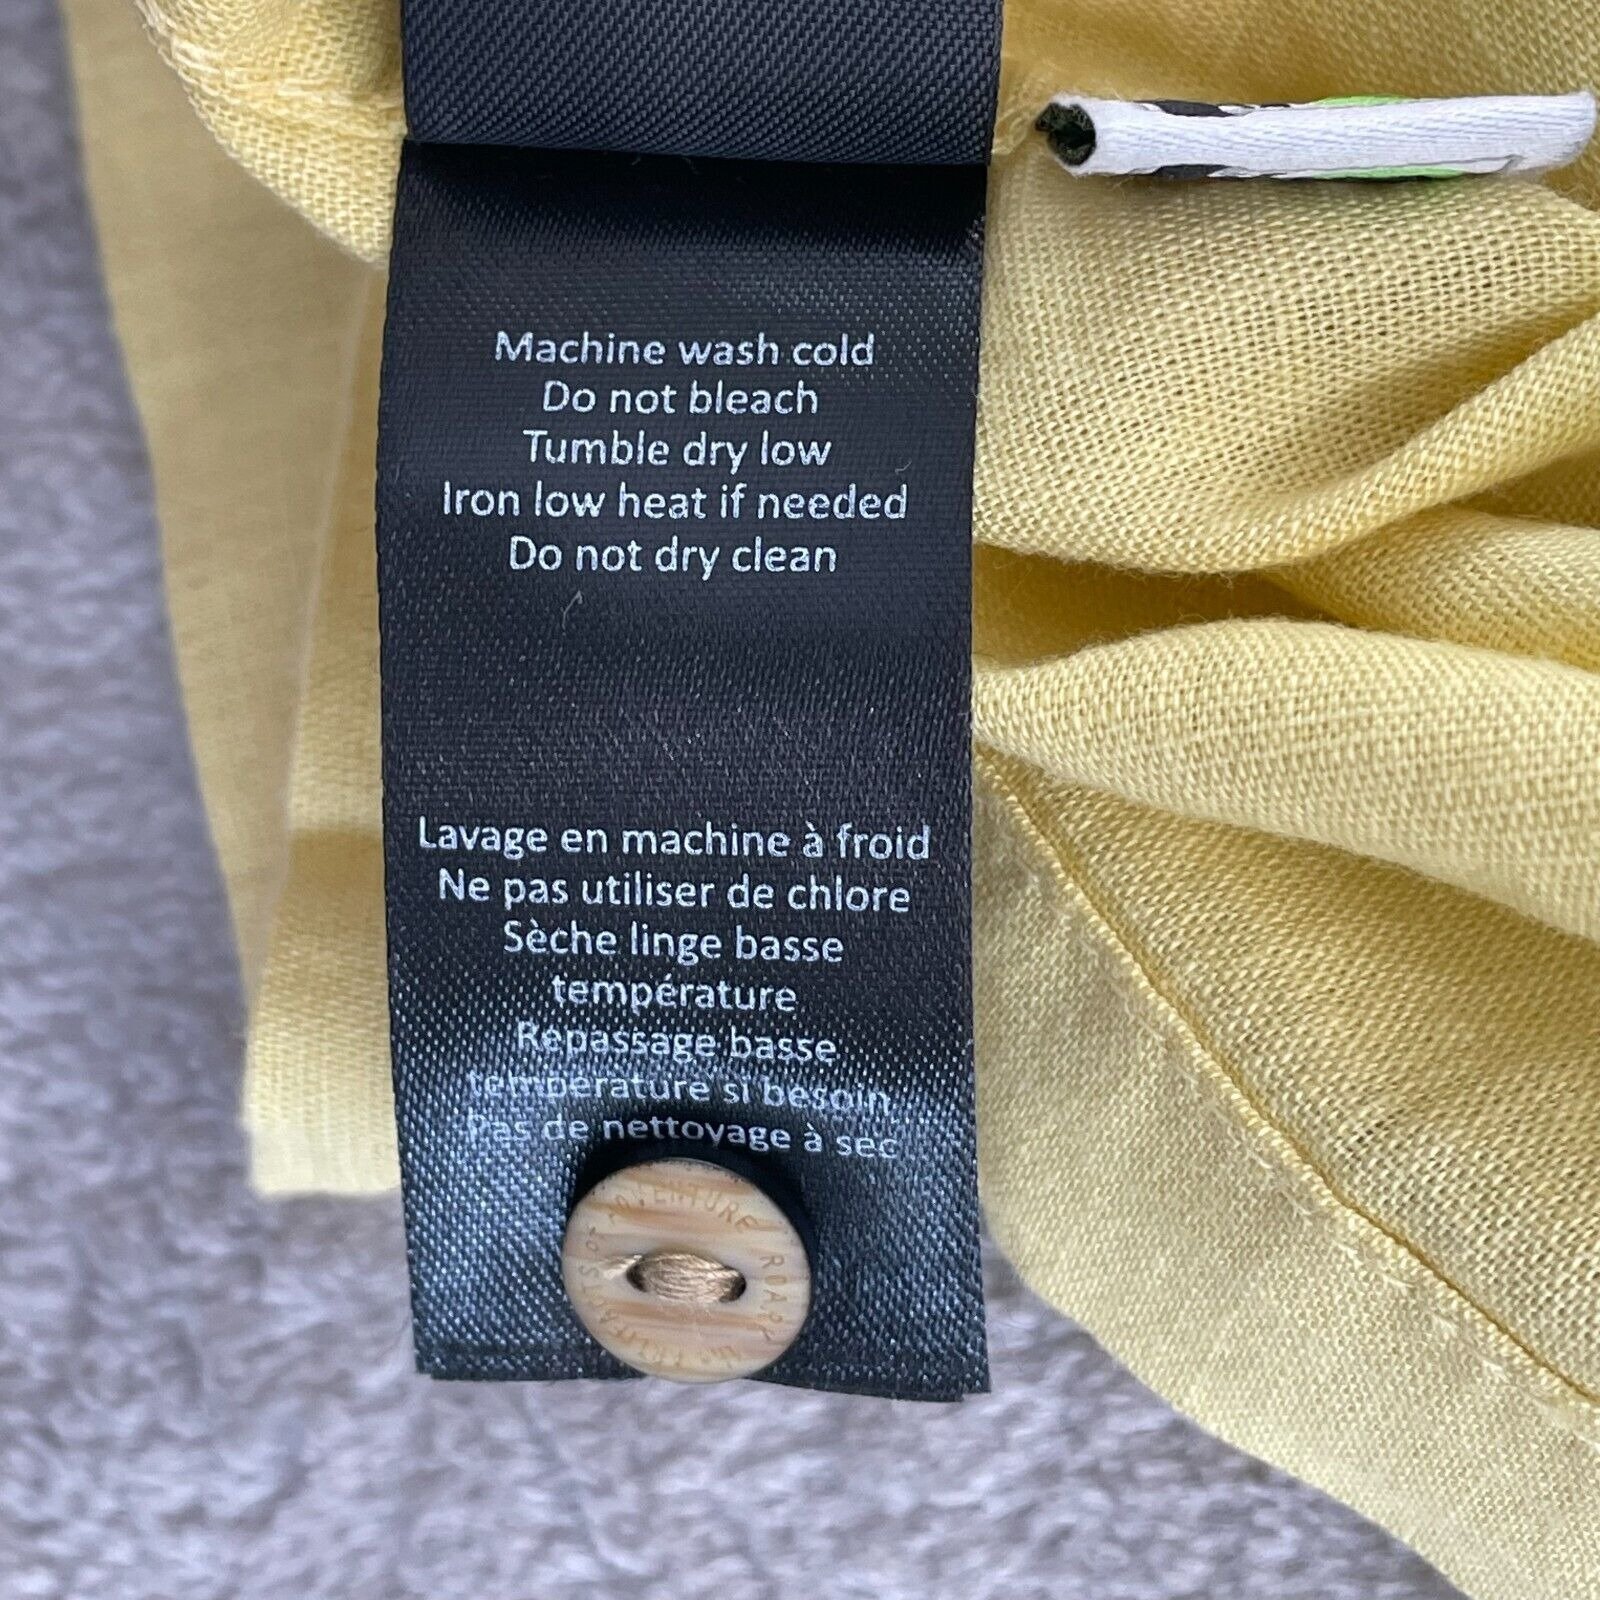 Machine wash cold
Do not bleach
Tumble dry low
Iron low heat if needed
Do not dry clean
Lavage en machine à froid
Ne pas utiliser de chlore
Sèche linge basse
température
Repassage basse
température si besoin
Pas de nettoyage à sec
ADVENTURE ROARK